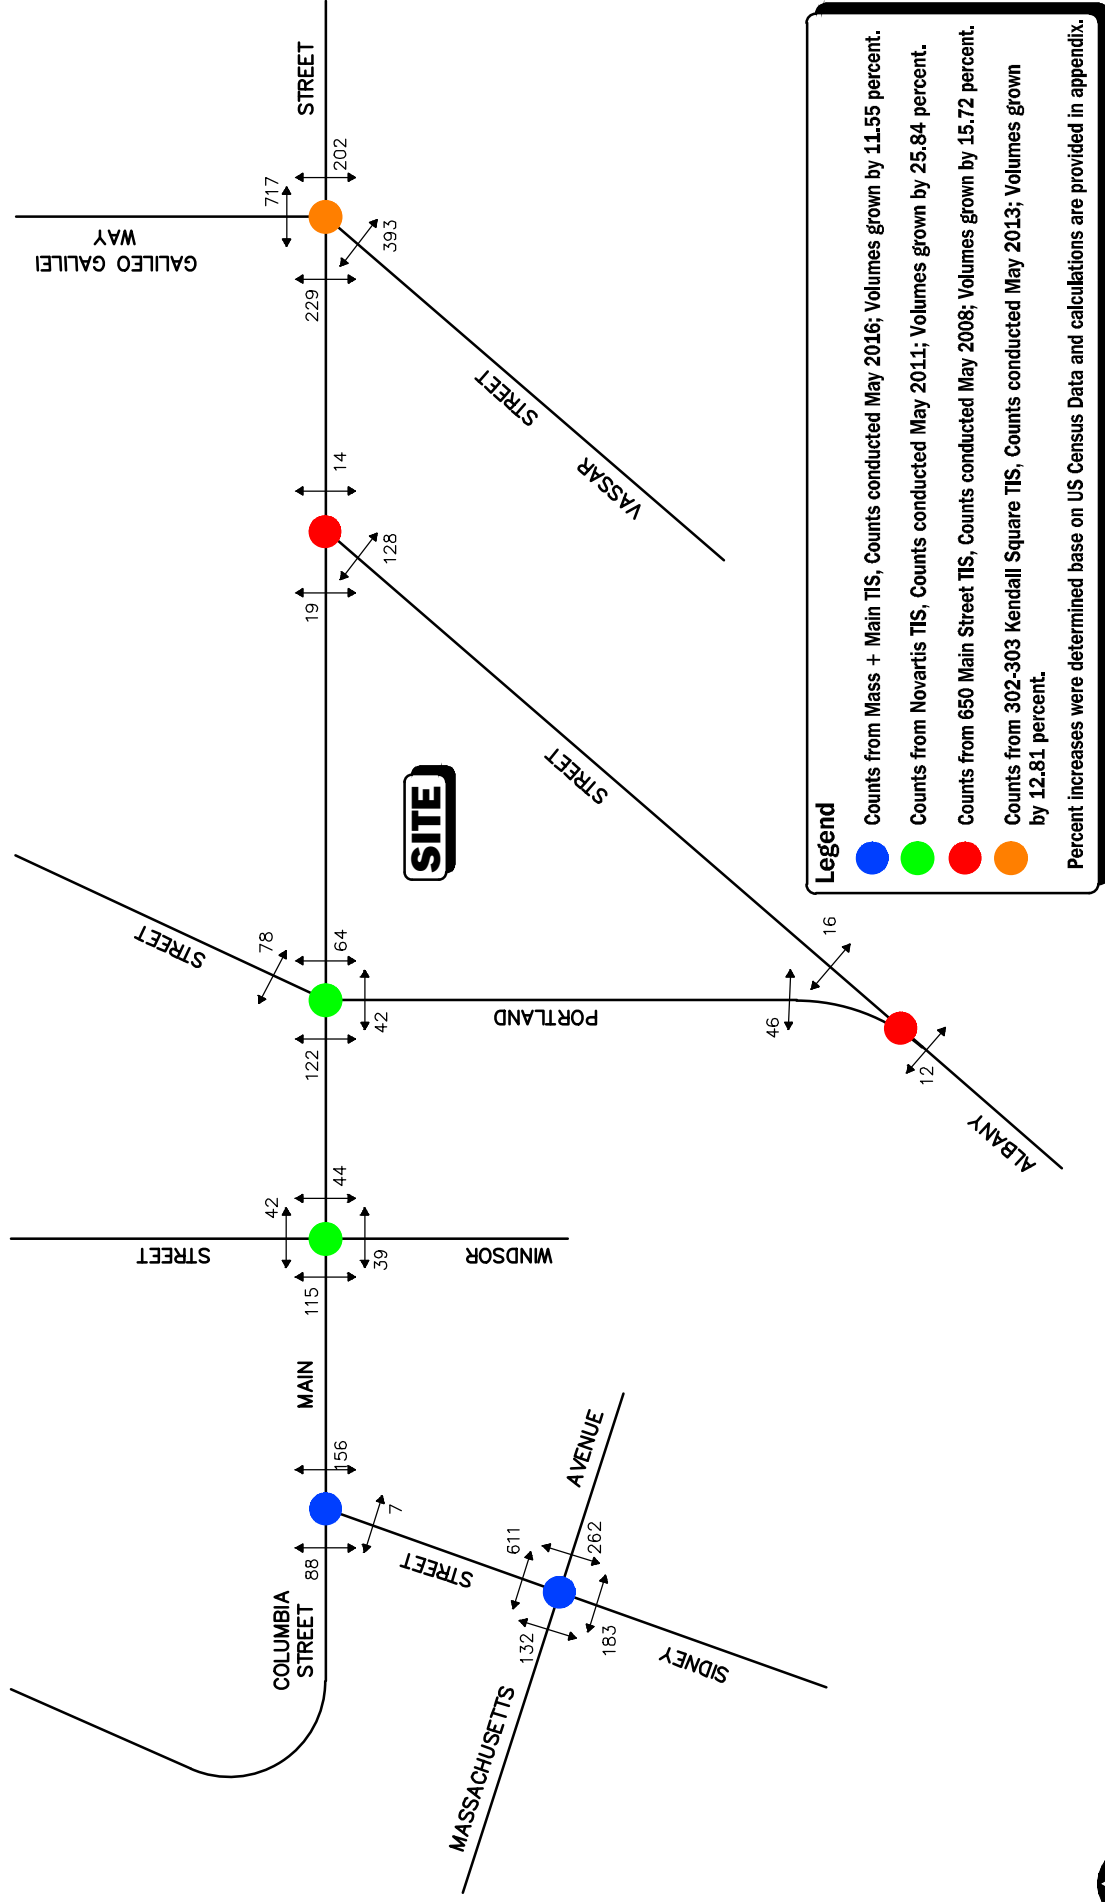 GALILEO GALILEI
WAY
STREET
717
202
229
393
STREET
VASSAR
14
128
19
STREET
SITE
STREET
78
64
122
42
PORTLAND
46
16
12
ALBANY
42
44
115
39
STREET
WINDSOR
MAIN
156
7
88
COLUMBIA
STREET
STREET
AVENUE
611
262
132
183
SIDNEY
MASSACHUSETTS
Legend
Counts from Mass + Main TIS, Counts conducted May 2016; Volumes grown by 11.55 percent.
Counts from Novartis TIS, Counts conducted May 2011; Volumes grown by 25.84 percent.
Counts from 650 Main Street TIS, Counts conducted May 2008; Volumes grown by 15.72 percent.
Counts from 302-303 Kendall Square TIS, Counts conducted May 2013; Volumes grown
by 12.81 percent.
Percent increases were determined base on US Census Data and calculations are provided in appendix.